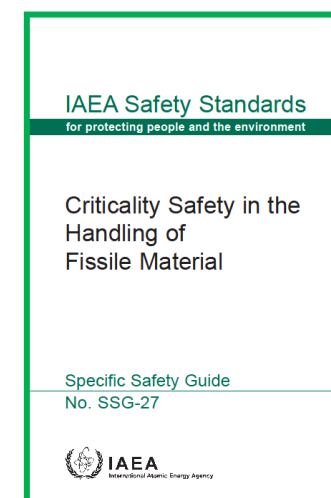 IAEA Safety Standards
for protecting people and the environment
Criticality Safety in the
Handling of
Fissile Material
Specific Safety Guide
No. SSG-27
IAEA
International Atomic Energy Agency